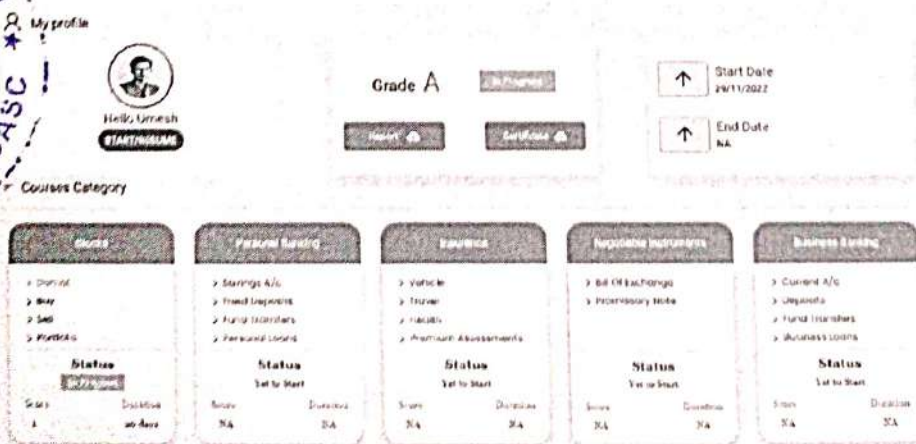 My profile
ASC
Hello Umesh
START/RESUME
Grade A
In Progress
Report
Certificate
Start Date
29/11/2022
End Date
NA
Courses Category
Stocks
> Demat
> Buy
> Sell
> Portfolio
Status
In Progress
Score
Duration
Personal Banking
> Savings A/c
> Fixed Deposits
> Fund Transfers
> Personal Loans
Status
Yet to Start
Score
Duration
NA
NA
Insurance
> Vehicle
> Travel
> Health
> Premium Assessments
Status
Yet to Start
Score
Duration
NA
NA
Negotiable Instruments
> Bill Of Exchange
> Promissory Note
Status
Yet to Start
Score
Duration
NA
NA
Business Banking
> Current A/c
> Deposits
> Fund Transfers
> Business Loans
Status
Yet to Start
Score
Duration
NA
NA